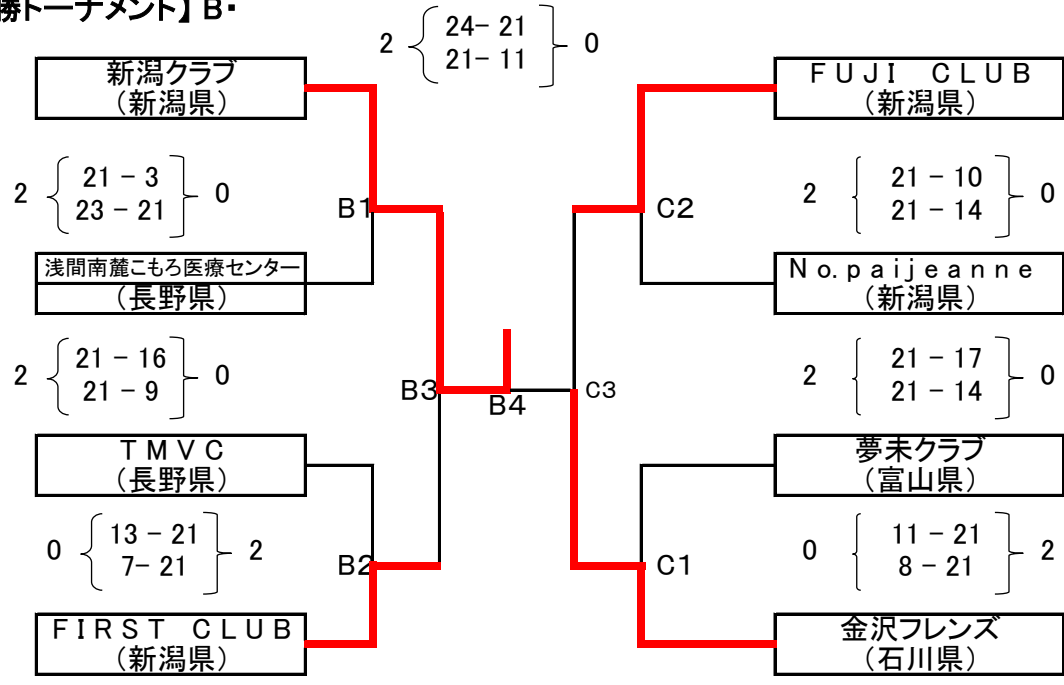 勝トーナメント】B・
2 24- 21 0
21- 11
新潟クラブ
（新潟県）
FUJI CLUB
（新潟県）
2 21 - 3 0
23 - 21
B1
C2
2 21 - 10 0
21 - 14
浅間南麓こもろ医療センター
（長野県）
No.paijeanne
（新潟県）
2 21 - 16 0
21 - 9
B3
B4
C3
2 21 - 17 0
21 - 14
TMVC
（長野県）
夢未クラブ
（富山県）
0 13 - 21 2
7- 21
B2
C1
0 11 - 21 2
8 - 21
FIRST CLUB
（新潟県）
金沢フレンズ
（石川県）